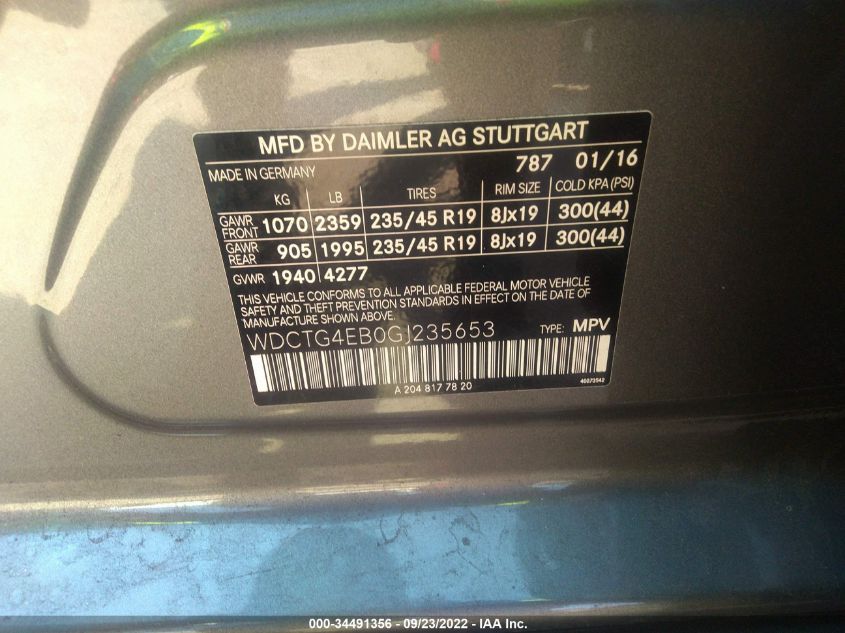 MFD BY DAIMLER AG STUTTGART
MADE IN GERMANY 787 01/16
KG LB TIRES RIM SIZE COLD KPA (PSI)
GAWR FRONT 1070 2359 235/45 R19 8Jx19 300(44)
GAWR REAR 905 1995 235/45 R19 8Jx19 300(44)
GVWR 1940 4277
THIS VEHICLE CONFORMS TO ALL APPLICABLE FEDERAL MOTOR VEHICLE
SAFETY AND THEFT PREVENTION STANDARDS IN EFFECT ON THE DATE OF
MANUFACTURE SHOWN ABOVE.
WDCTG4EB0GJ235653 TYPE: MPV
A 204 817 78 20 40073542
000-34491356 - 09/23/2022 - IAA Inc.